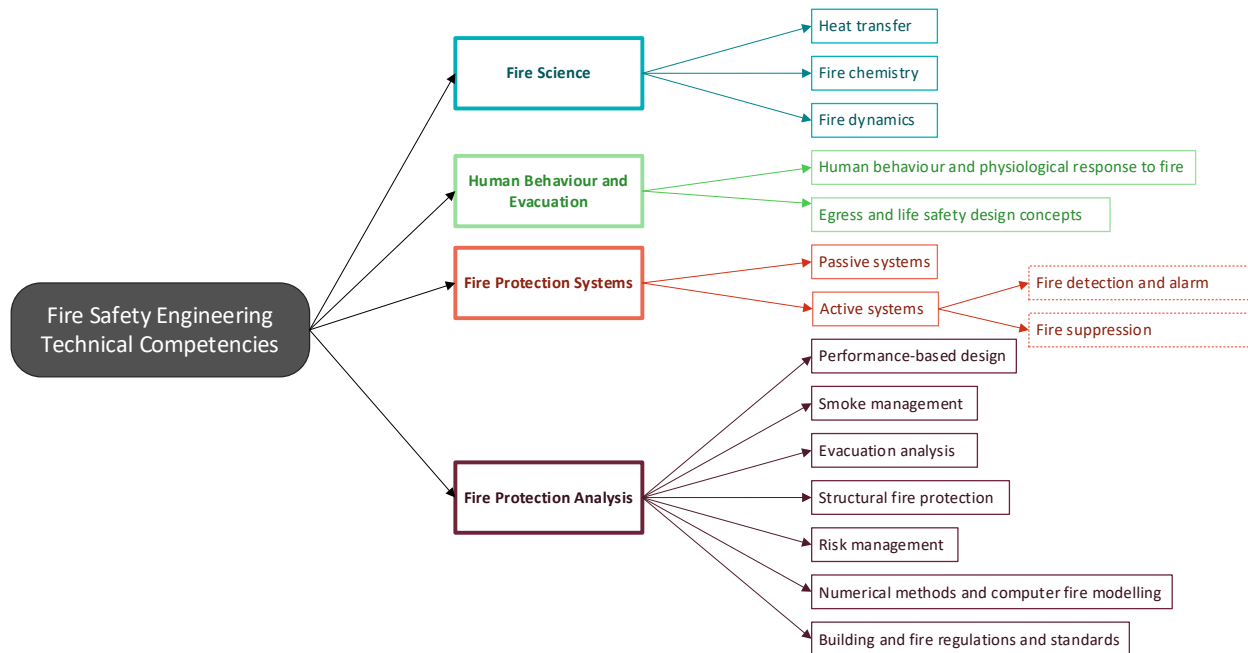 Fire Safety Engineering
Technical Competencies
Fire Science
Heat transfer
Fire chemistry
Fire dynamics
Human Behaviour and
Evacuation
Human behaviour and physiological response to fire
Egress and life safety design concepts
Fire Protection Systems
Passive systems
Active systems
Fire detection and alarm
Fire suppression
Fire Protection Analysis
Performance-based design
Smoke management
Evacuation analysis
Structural fire protection
Risk management
Numerical methods and computer fire modelling
Building and fire regulations and standards